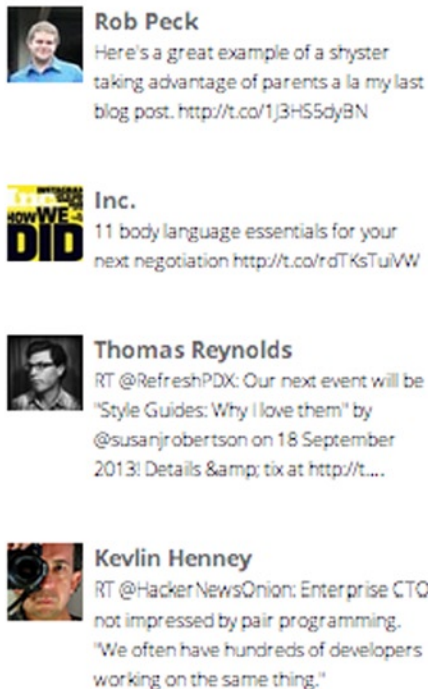 Rob Peck
Here's a great example of a shyster
taking advantage of parents a la my last
blog post. http://t.co/1J3HS5dyBN
Inc.
HOW WE
DID
11 body language essentials for your
next negotiation http://t.co/rdTKsTuiVW
Thomas Reynolds
RT @RefreshPDX: Our next event will be
"Style Guides: Why I love them" by
@susanjrobertson on 18 September
2013! Details &amp; tix at http://t....
Kevlin Henney
RT @HackerNewsOnion: Enterprise CTO
not impressed by pair programming.
"We often have hundreds of developers
working on the same thing."